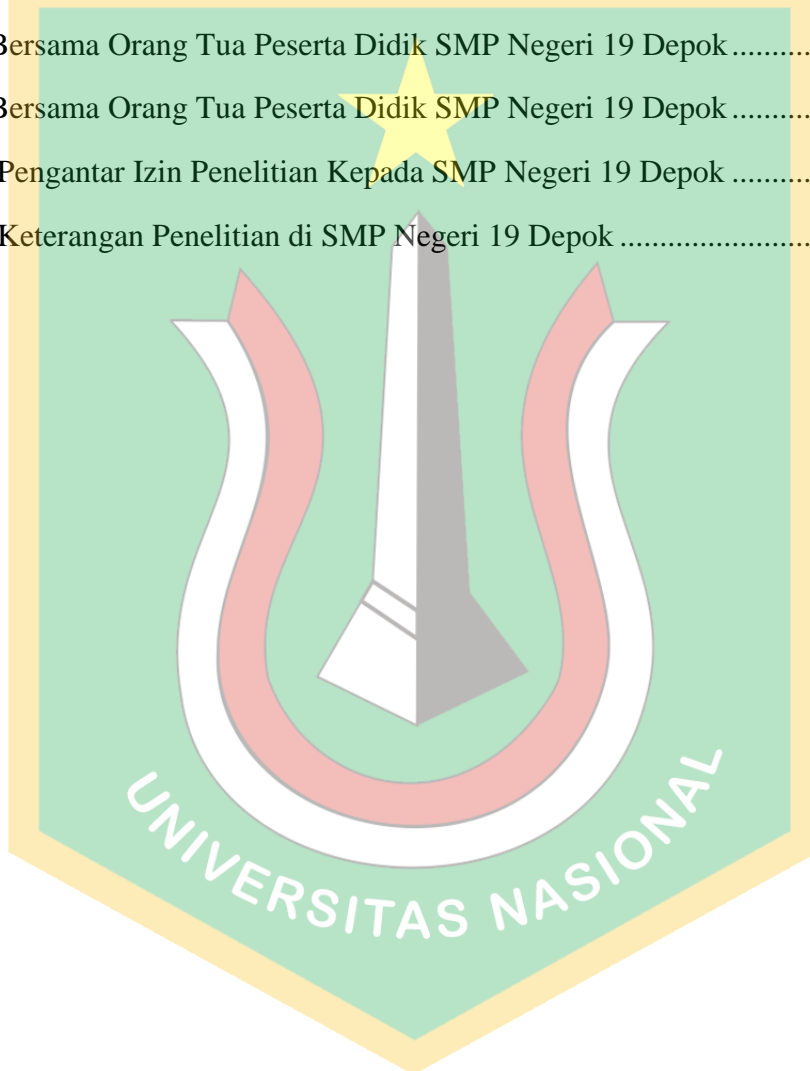 Bersama Orang Tua Peserta Didik SMP Negeri 19 Depok ..........
Bersama Orang Tua Peserta Didik SMP Negeri 19 Depok ..........
Pengantar Izin Penelitian Kepada SMP Negeri 19 Depok ..........
Keterangan Penelitian di SMP Negeri 19 Depok ........................
UNIVERSITAS NASIONAL